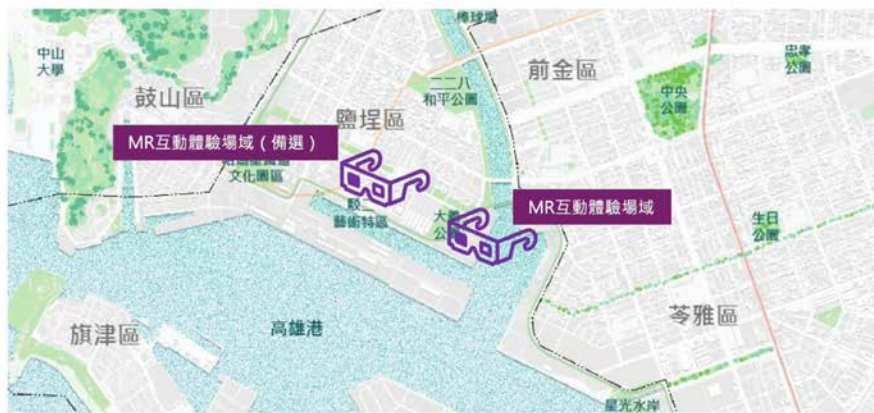 棒球場
中山
大學
忠孝
公園
前金區
二二八
和平公園
鼓山區
中央
公園
鹽埕區
MR互動體驗場域（備選）
文化園區
駁二
藝術特區
大義
MR互動體驗場域
生日
公園
苓雅區
旗津區
高雄港
星光水岸